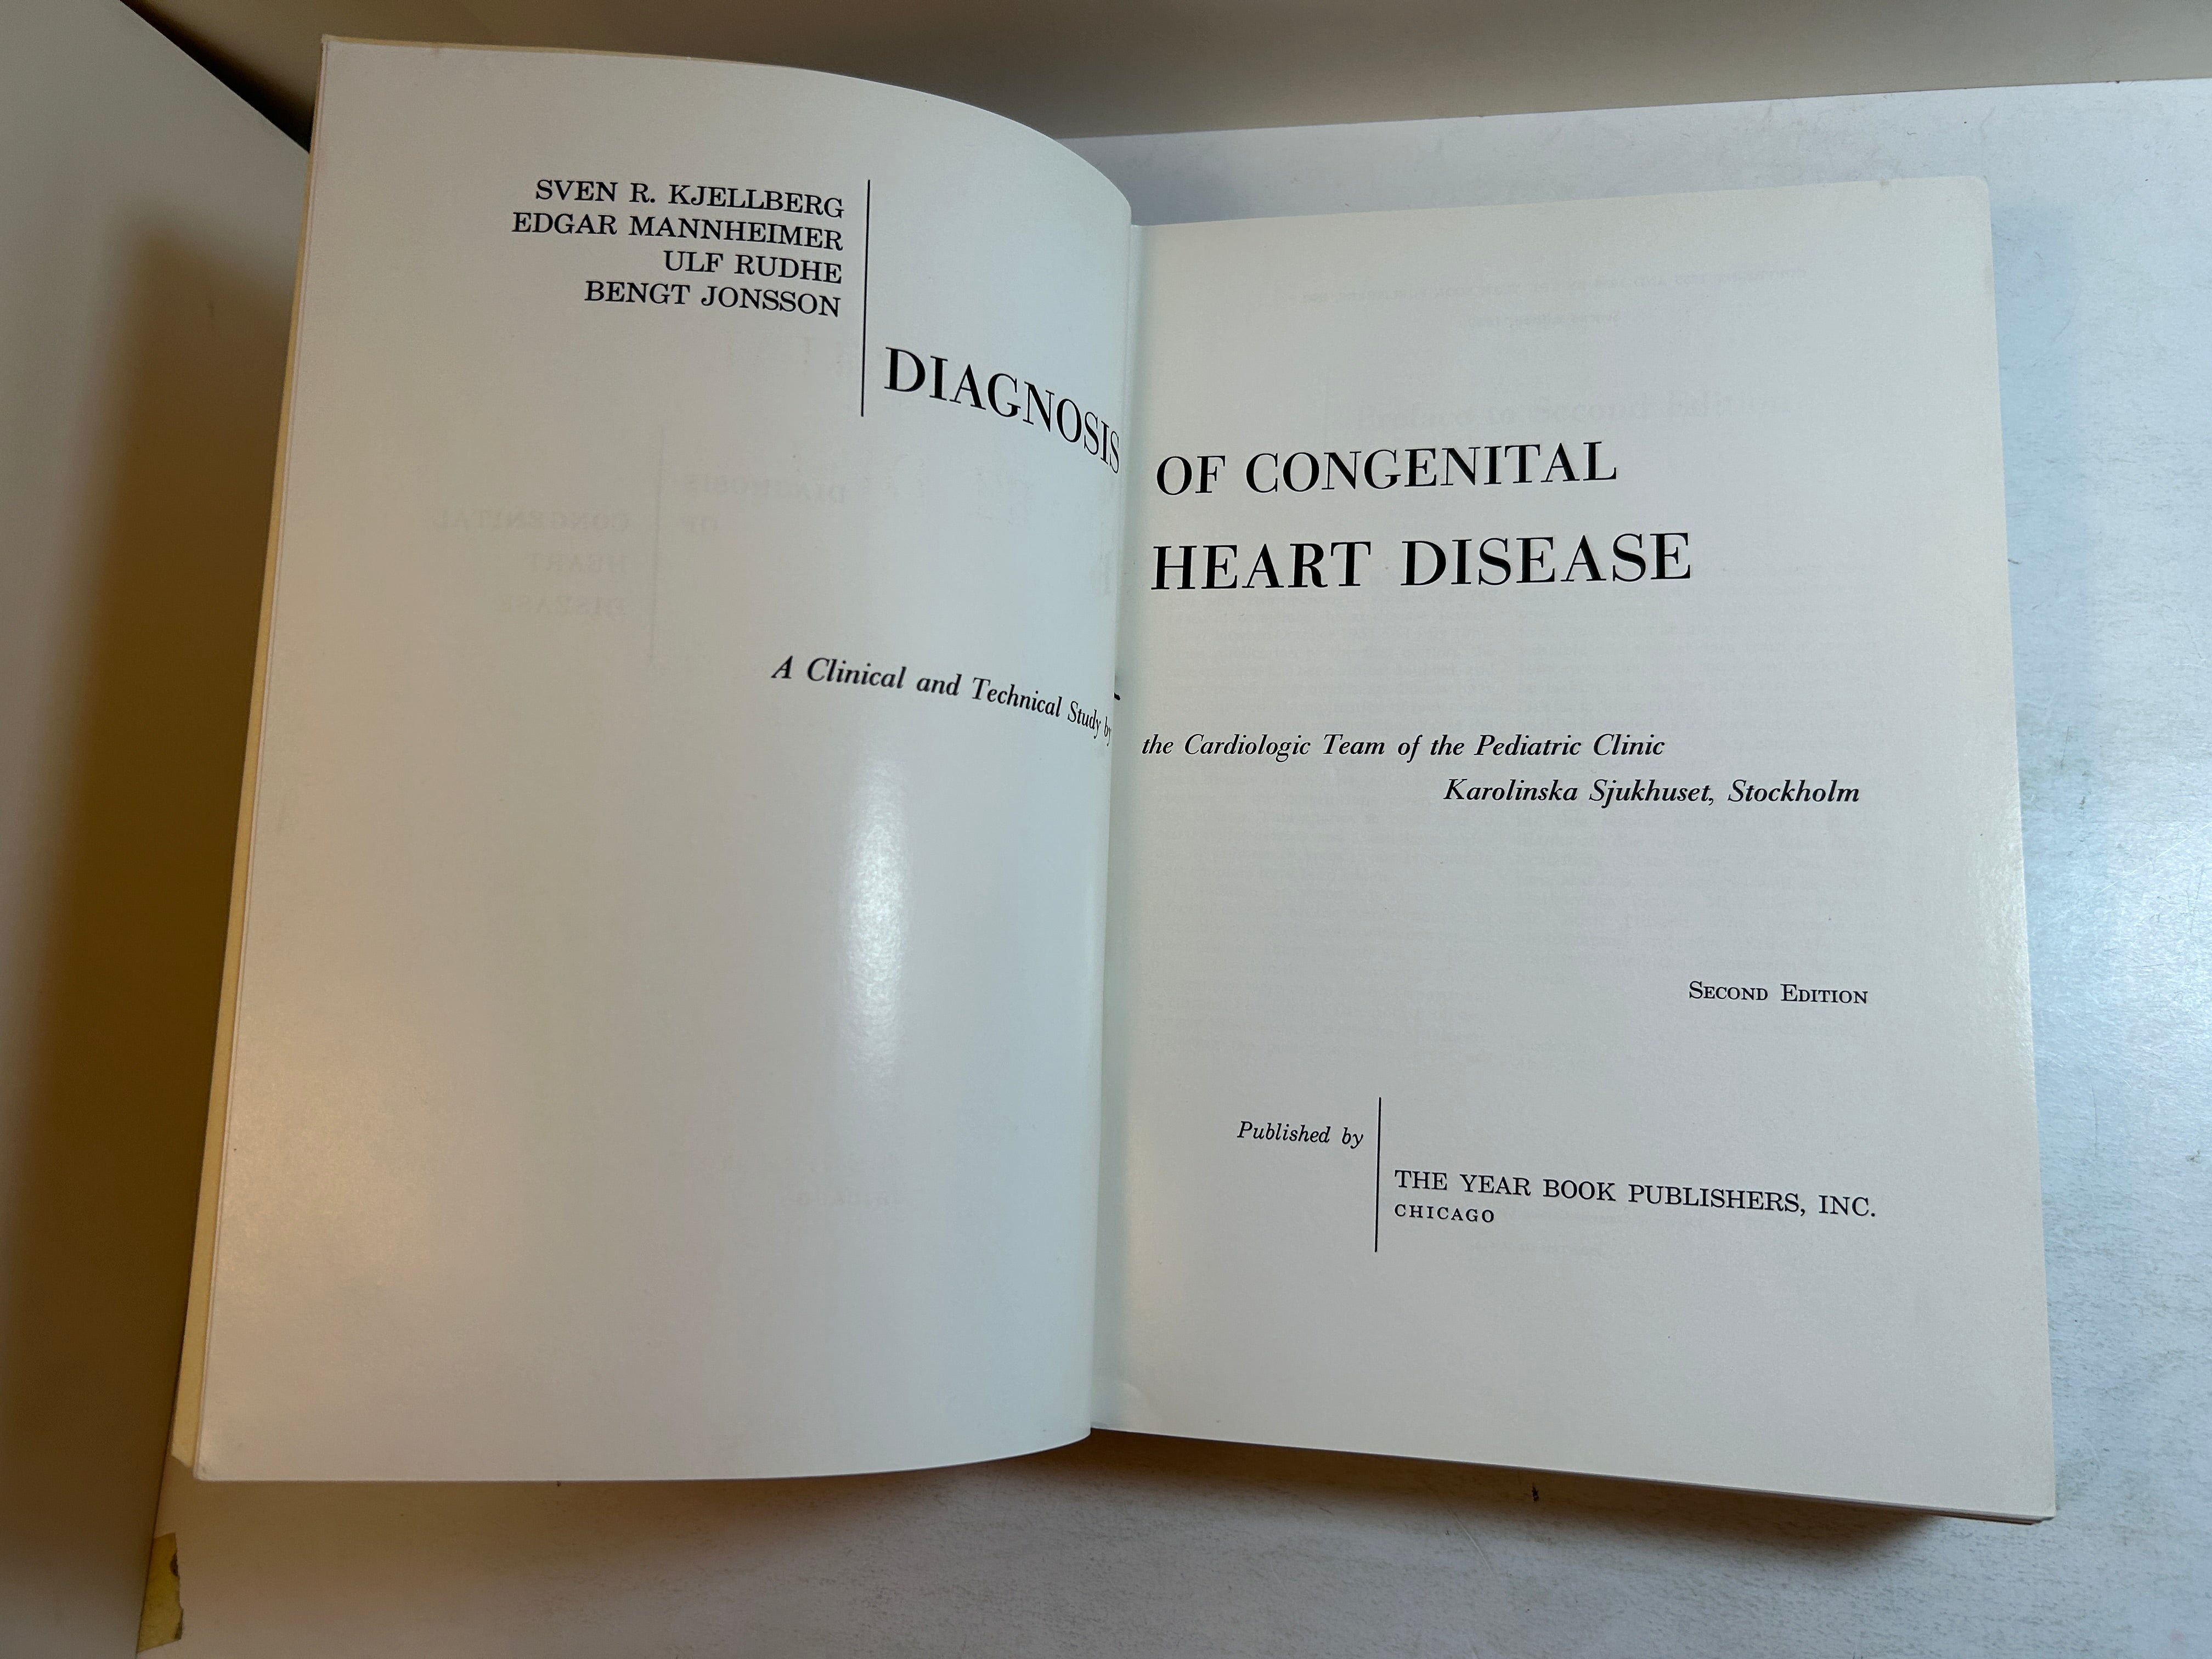 SVEN R. KJELLBERG
EDGAR MANNHEIMER
ULF RUDHE
BENGT JONSSON
DIAGNOSIS OF CONGENITAL
HEART DISEASE
A Clinical and Technical Study by the Cardiologic Team of the Pediatric Clinic
Karolinska Sjukhuset, Stockholm
SECOND EDITION
Published by
THE YEAR BOOK PUBLISHERS, INC.
CHICAGO